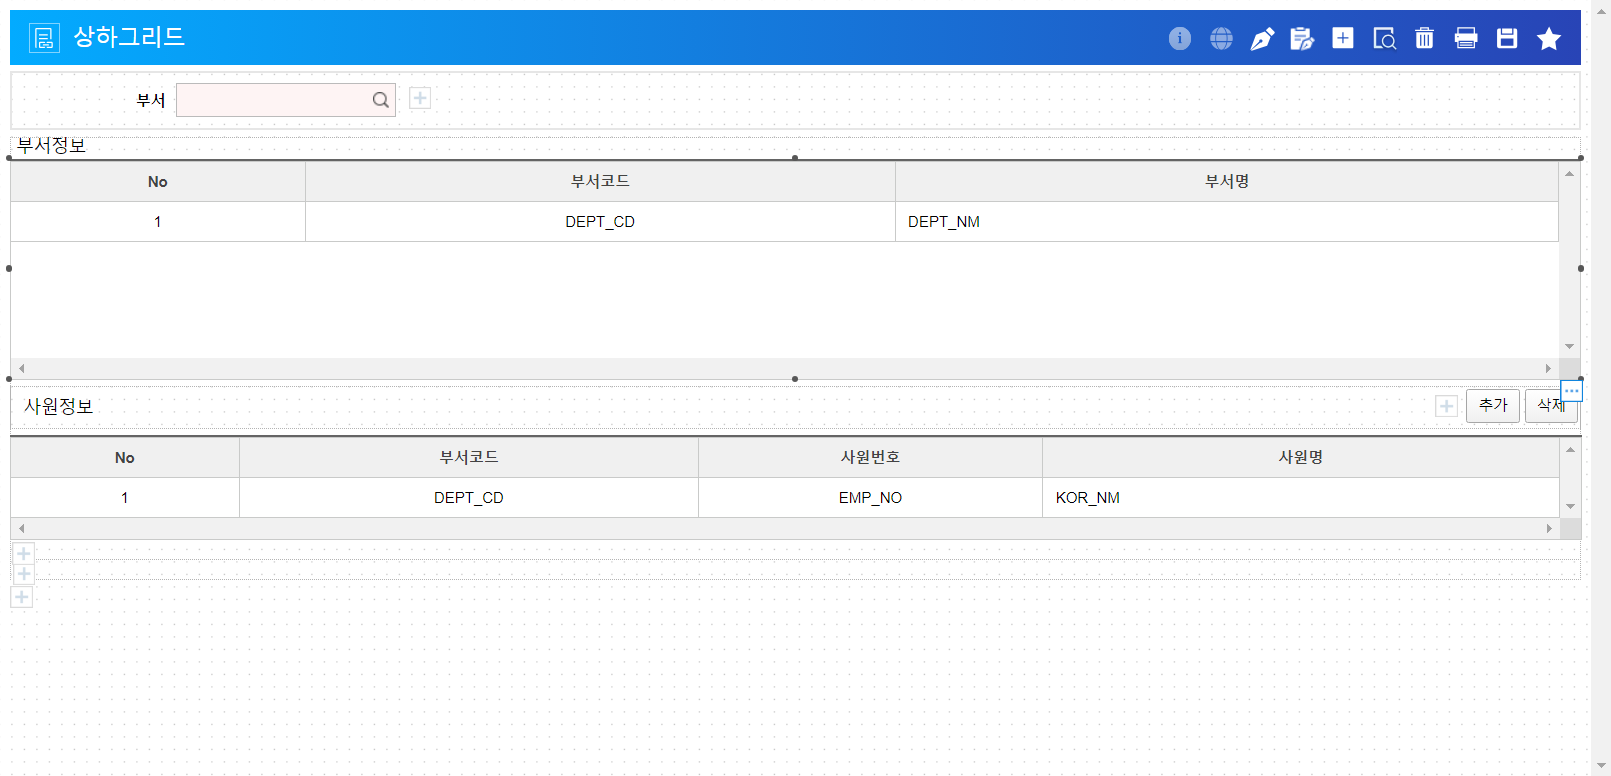 상하그리드
부서
부서정보
No 부서코드 부서명
1 DEPT_CD DEPT_NM
사원정보 추가 삭제
No 부서코드 사원번호 사원명
1 DEPT_CD EMP_NO KOR_NM